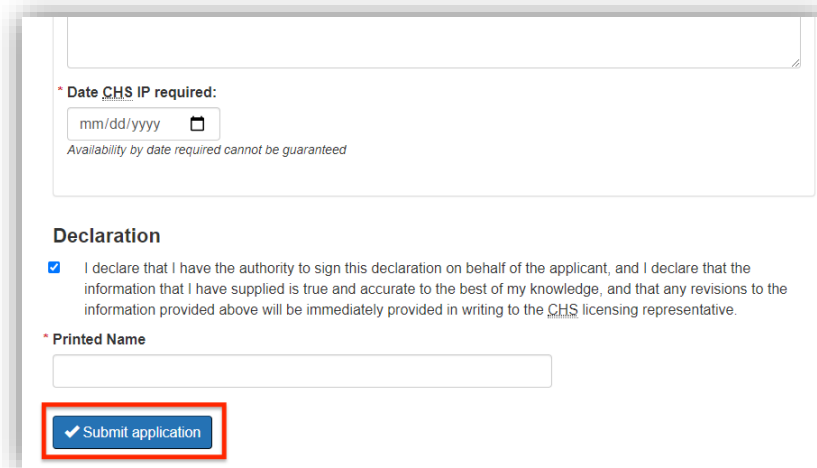 * Date CHS IP required:
mm/dd/yyyy
Availability by date required cannot be guaranteed
Declaration
I declare that I have the authority to sign this declaration on behalf of the applicant, and I declare that the
information that I have supplied is true and accurate to the best of my knowledge, and that any revisions to the
information provided above will be immediately provided in writing to the CHS licensing representative.
* Printed Name
✔ Submit application